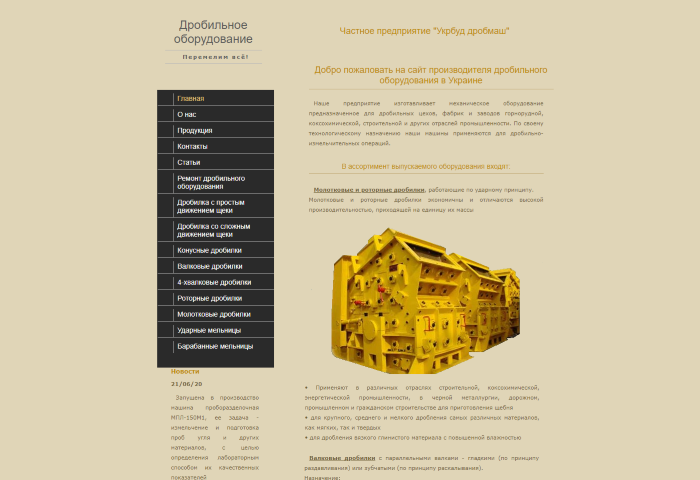 Дробильное
оборудование
Перемелим всё!
Главная
О нас
Продукция
Контакты
Статьи
Ремонт дробильного
оборудования
Дробилка с простым
движением щеки
Дробилка со сложным
движением щеки
Конусные дробилки
Валковые дробилки
4-хвалковые дробилки
Роторные дробилки
Молотковые дробилки
Ударные мельницы
Барабанные мельницы
Новости
21/06/20
Запущена в производство
машина проборазделочная
МПЛ-150М1, ее задача -
измельчение и подготовка
проб угля и других
материалов, с целью
определения лабораторным
способом их качественных
показателей
Частное предприятие "Укрбуд дробмаш"
Добро пожаловать на сайт производителя дробильного
оборудования в Украине
Наше предприятие изготавливает механическое оборудование
предназначенное для дробильных цехов, фабрик и заводов горнорудной,
коксохимической, строительной и других отраслей промышленности. По своему
технологическому назначению наши машины применяются для дробильно-
измельчительных операций.
В ассортимент выпускаемого оборудования входят:
Молотковые и роторные дробилки, работающие по ударному принципу.
Молотковые и роторные дробилки экономичны и отличаются высокой
производительностью, приходящей на единицу их массы
• Применяют в различных отраслях строительной, коксохимической,
энергетической промышленности, в черной металлургии, дорожном,
промышленном и гражданском строительстве для приготовления щебня
• для крупного, среднего и мелкого дробления самых различных материалов,
как мягких, так и твердых
• для дробления вязкого глинистого материала с повышенной влажностью
Валковые дробилки с параллельными валками - гладкими (по принципу
раздавливания) или зубчатыми (по принципу раскалывания).
Назначение: